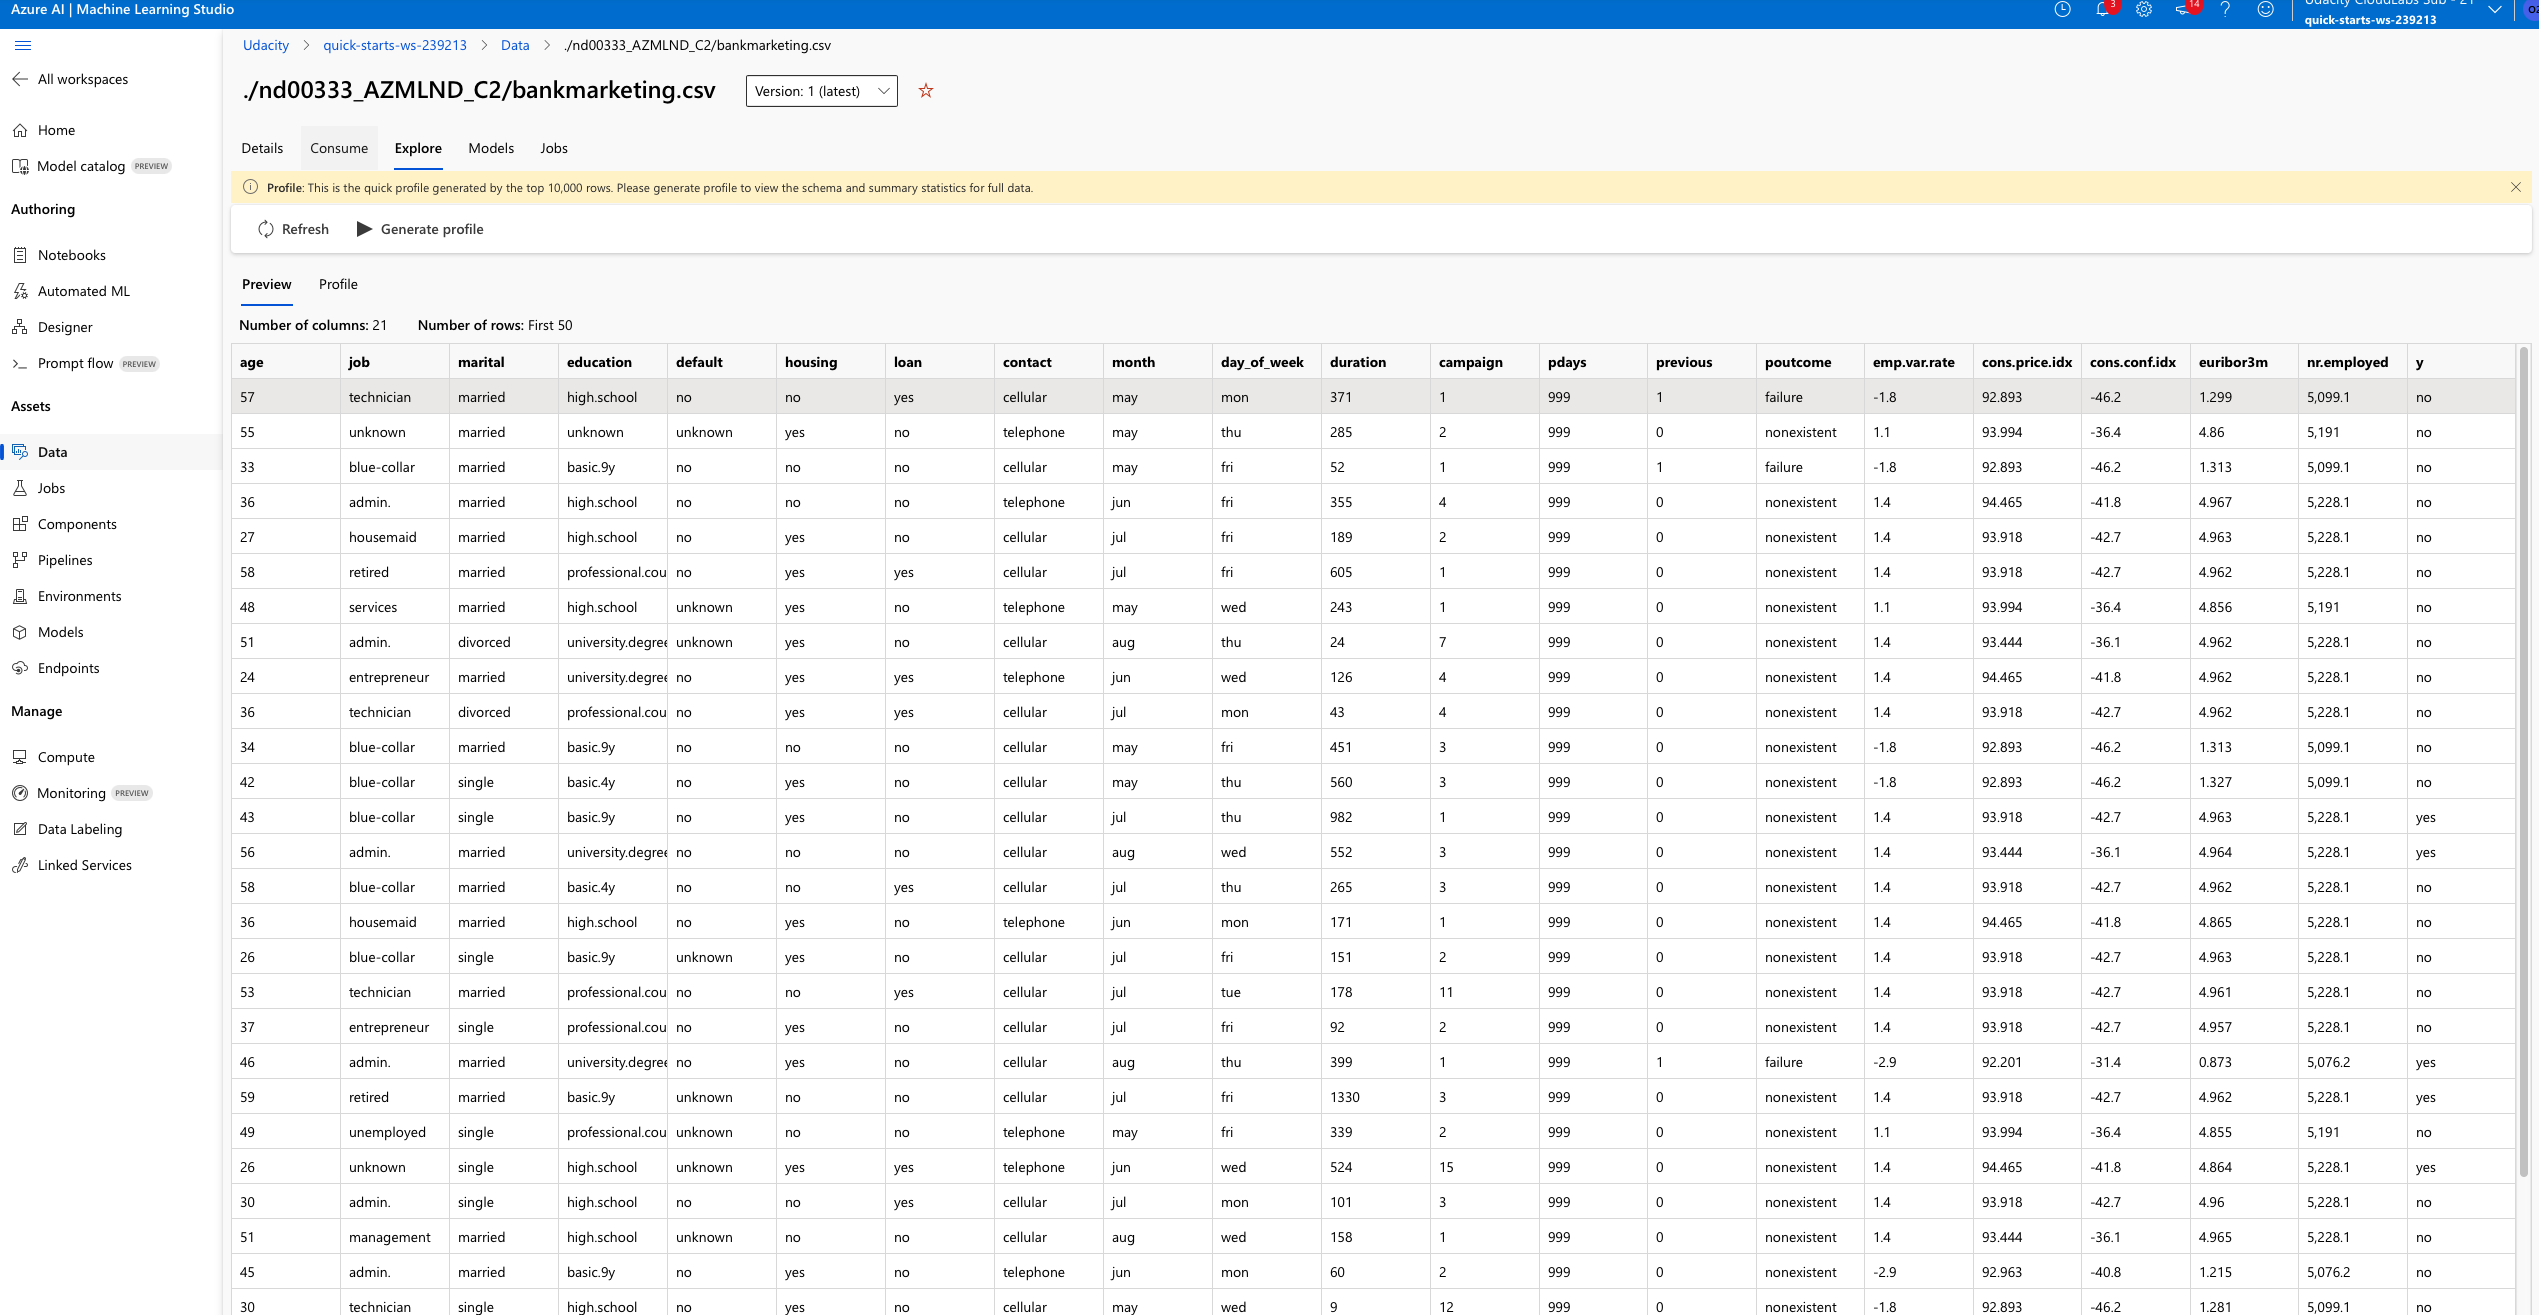 Azure AI | Machine Learning Studio
3
14
quick-starts-ws-239213
All workspaces
Home
Model catalog PREVIEW
Authoring
Notebooks
Automated ML
Designer
Prompt flow PREVIEW
Assets
Data
Jobs
Components
Pipelines
Environments
Models
Endpoints
Manage
Compute
Monitoring PREVIEW
Data Labeling
Linked Services
Udacity > quick-starts-ws-239213 > Data > ./nd00333_AZMLND_C2/bankmarketing.csv
./nd00333_AZMLND_C2/bankmarketing.csv Version: 1 (latest)
Details Consume Explore Models Jobs
Profile: This is the quick profile generated by the top 10,000 rows. Please generate profile to view the schema and summary statistics for full data.
Refresh Generate profile
Preview Profile
Number of columns: 21 Number of rows: First 50
age job marital education default housing loan contact month day_of_week duration campaign pdays previous poutcome emp.var.rate cons.price.idx cons.conf.idx euribor3m nr.employed y
57 technician married high.school no no yes cellular may mon 371 1 999 1 failure -1.8 92.893 -46.2 1.299 5,099.1 no
55 unknown married unknown unknown yes no telephone may thu 285 2 999 0 nonexistent 1.1 93.994 -36.4 4.86 5,191 no
33 blue-collar married basic.9y no no no cellular may fri 52 1 999 1 failure -1.8 92.893 -46.2 1.313 5,099.1 no
36 admin. married high.school no no no telephone jun fri 355 4 999 0 nonexistent 1.4 94.465 -41.8 4.967 5,228.1 no
27 housemaid married high.school no yes no cellular jul fri 189 2 999 0 nonexistent 1.4 93.918 -42.7 4.963 5,228.1 no
58 retired married professional.cou no yes yes cellular jul fri 605 1 999 0 nonexistent 1.4 93.918 -42.7 4.962 5,228.1 no
48 services married high.school unknown yes no telephone may wed 243 1 999 0 nonexistent 1.1 93.994 -36.4 4.856 5,191 no
51 admin. divorced university.degree unknown yes no cellular aug thu 24 7 999 0 nonexistent 1.4 93.444 -36.1 4.962 5,228.1 no
24 entrepreneur married university.degree no yes yes telephone jun wed 126 4 999 0 nonexistent 1.4 94.465 -41.8 4.962 5,228.1 no
36 technician divorced professional.cou no yes yes cellular jul mon 43 4 999 0 nonexistent 1.4 93.918 -42.7 4.962 5,228.1 no
34 blue-collar married basic.9y no no no cellular may fri 451 3 999 0 nonexistent -1.8 92.893 -46.2 1.313 5,099.1 no
42 blue-collar single basic.4y no yes no cellular may thu 560 3 999 0 nonexistent -1.8 92.893 -46.2 1.327 5,099.1 no
43 blue-collar single basic.9y no yes no cellular jul thu 982 1 999 0 nonexistent 1.4 93.918 -42.7 4.963 5,228.1 yes
56 admin. married university.degree no no no cellular aug wed 552 3 999 0 nonexistent 1.4 93.444 -36.1 4.964 5,228.1 yes
58 blue-collar married basic.4y no no yes cellular jul thu 265 3 999 0 nonexistent 1.4 93.918 -42.7 4.962 5,228.1 no
36 housemaid married high.school no yes no telephone jun mon 171 1 999 0 nonexistent 1.4 94.465 -41.8 4.865 5,228.1 no
26 blue-collar single basic.9y unknown yes no cellular jul fri 151 2 999 0 nonexistent 1.4 93.918 -42.7 4.963 5,228.1 no
53 technician married professional.cou no no yes cellular jul tue 178 11 999 0 nonexistent 1.4 93.918 -42.7 4.961 5,228.1 no
37 entrepreneur single professional.cou no yes no cellular jul fri 92 2 999 0 nonexistent 1.4 93.918 -42.7 4.957 5,228.1 no
46 admin. married university.degree no yes no cellular aug thu 399 1 999 1 failure -2.9 92.201 -31.4 0.873 5,076.2 yes
59 retired married basic.9y unknown no no cellular jul fri 1330 3 999 0 nonexistent 1.4 93.918 -42.7 4.962 5,228.1 yes
49 unemployed single professional.cou unknown no no telephone may fri 339 2 999 0 nonexistent 1.1 93.994 -36.4 4.855 5,191 no
26 unknown single high.school unknown yes yes telephone jun wed 524 15 999 0 nonexistent 1.4 94.465 -41.8 4.864 5,228.1 yes
30 admin. single high.school no no yes cellular jul mon 101 3 999 0 nonexistent 1.4 93.918 -42.7 4.96 5,228.1 no
51 management married high.school unknown no no cellular aug wed 158 1 999 0 nonexistent 1.4 93.444 -36.1 4.965 5,228.1 no
45 admin. married basic.9y no yes no telephone jun mon 60 2 999 0 nonexistent -2.9 92.963 -40.8 1.215 5,076.2 no
30 technician single high.school no yes no cellular may wed 9 12 999 0 nonexistent -1.8 92.893 -46.2 1.281 5,099.1 no